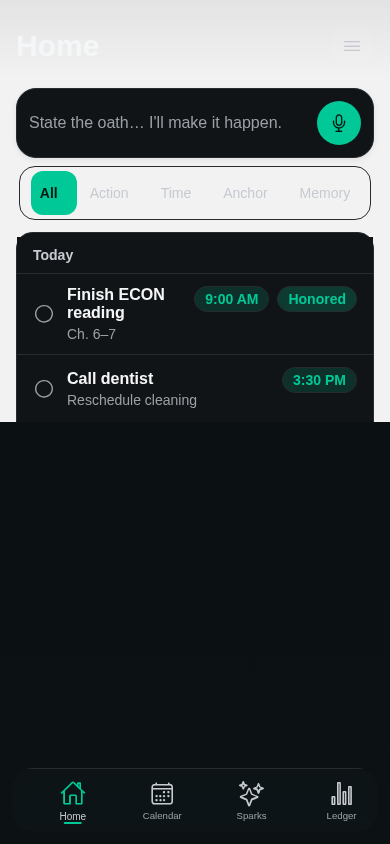 Home
State the oath… I'll make it happen.
All Action Time Anchor Memory
Today
Finish ECON reading 9:00 AM Honored
Ch. 6–7
Call dentist 3:30 PM
Reschedule cleaning
Home Calendar Sparks Ledger